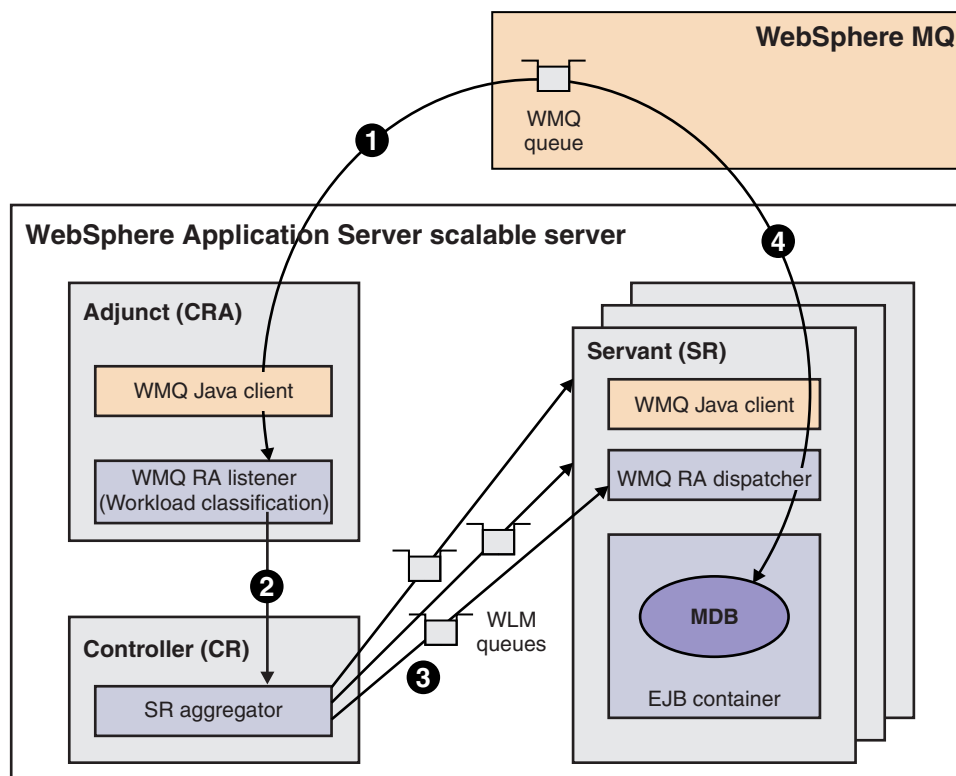 WebSphere MQ
WMQ
queue
1
4
WebSphere Application Server scalable server
Adjunct (CRA)
WMQ Java client
WMQ RA listener
(Workload classification)
2
Controller (CR)
SR aggregator
WLM
queues
3
Servant (SR)
WMQ Java client
WMQ RA dispatcher
MDB
EJB container